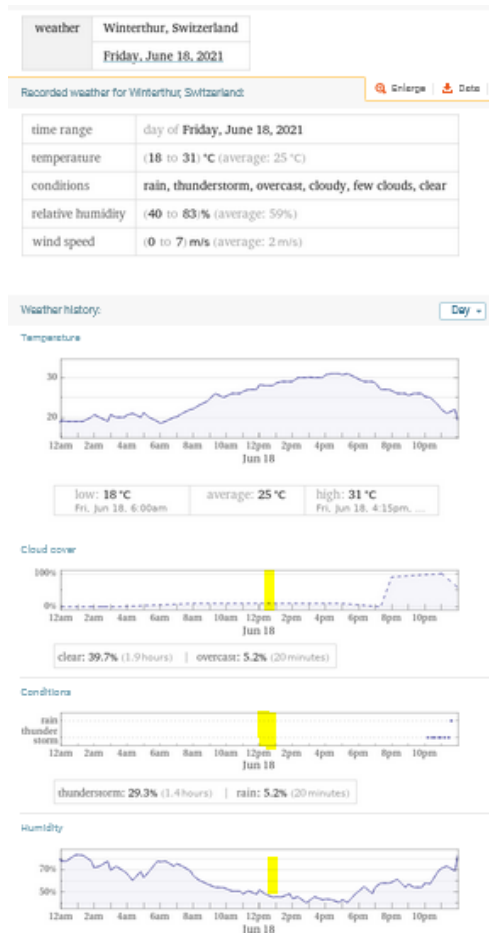 weather Winterthur, Switzerland
Friday, June 18, 2021
Recorded weather for Winterthur, Switzerland:
Enlarge Data
time range day of Friday, June 18, 2021
temperature (18 to 31) °C (average: 25 °C)
conditions rain, thunderstorm, overcast, cloudy, few clouds, clear
relative humidity (40 to 83)% (average: 59%)
wind speed (0 to 7) m/s (average: 2 m/s)
Weather history: Day
Temperature
30
20
12am 2am 4am 6am 8am 10am 12pm 2pm 4pm 6pm 8pm 10pm
Jun 18
low: 18 °C average: 25 °C high: 31 °C
Fri, Jun 18, 6:00am Fri, Jun 18, 4:15pm, ...
Cloud cover
100%
0%
12am 2am 4am 6am 8am 10am 12pm 2pm 4pm 6pm 8pm 10pm
Jun 18
clear: 39.7% (1.9 hours) | overcast: 5.2% (20 minutes)
Conditions
rain
thunder
storm
12am 2am 4am 6am 8am 10am 12pm 2pm 4pm 6pm 8pm 10pm
Jun 18
thunderstorm: 29.3% (1.4 hours) | rain: 5.2% (20 minutes)
Humidity
70%
50%
12am 2am 4am 6am 8am 10am 12pm 2pm 4pm 6pm 8pm 10pm
Jun 18